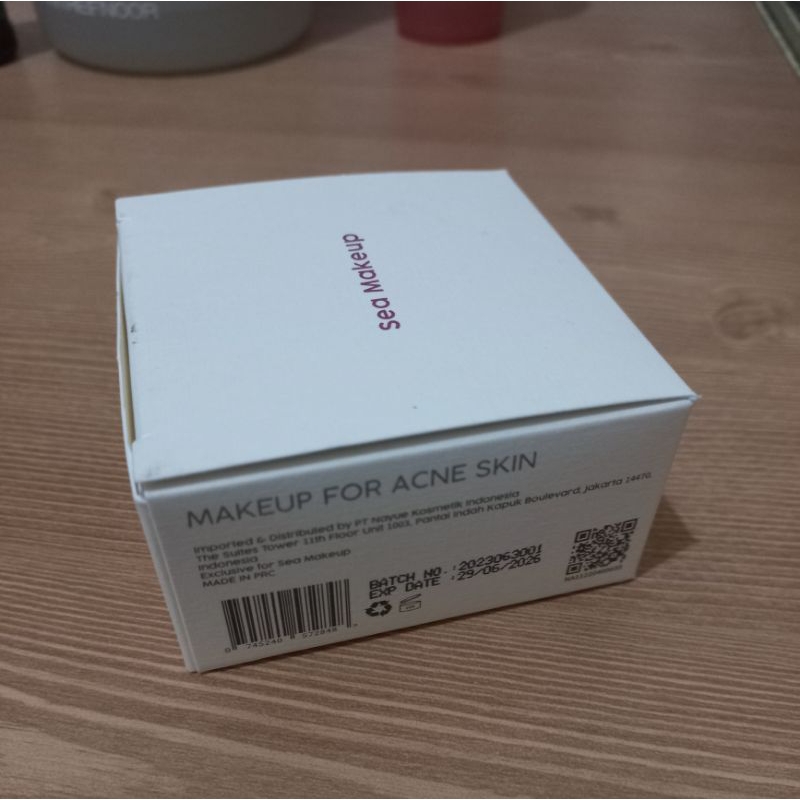 Sea Makeup
MAKEUP FOR ACNE SKIN
Imported & Distributed by PT Nayue Kosmetik Indonesia
The Suites Tower 11th Floor Unit 1003, Pantai Indah Kapuk Boulevard, Jakarta 14470,
Indonesia
Exclusive for Sea Makeup
MADE IN PRC
BATCH NO. :2023063001
EXP DATE :29/06/2026